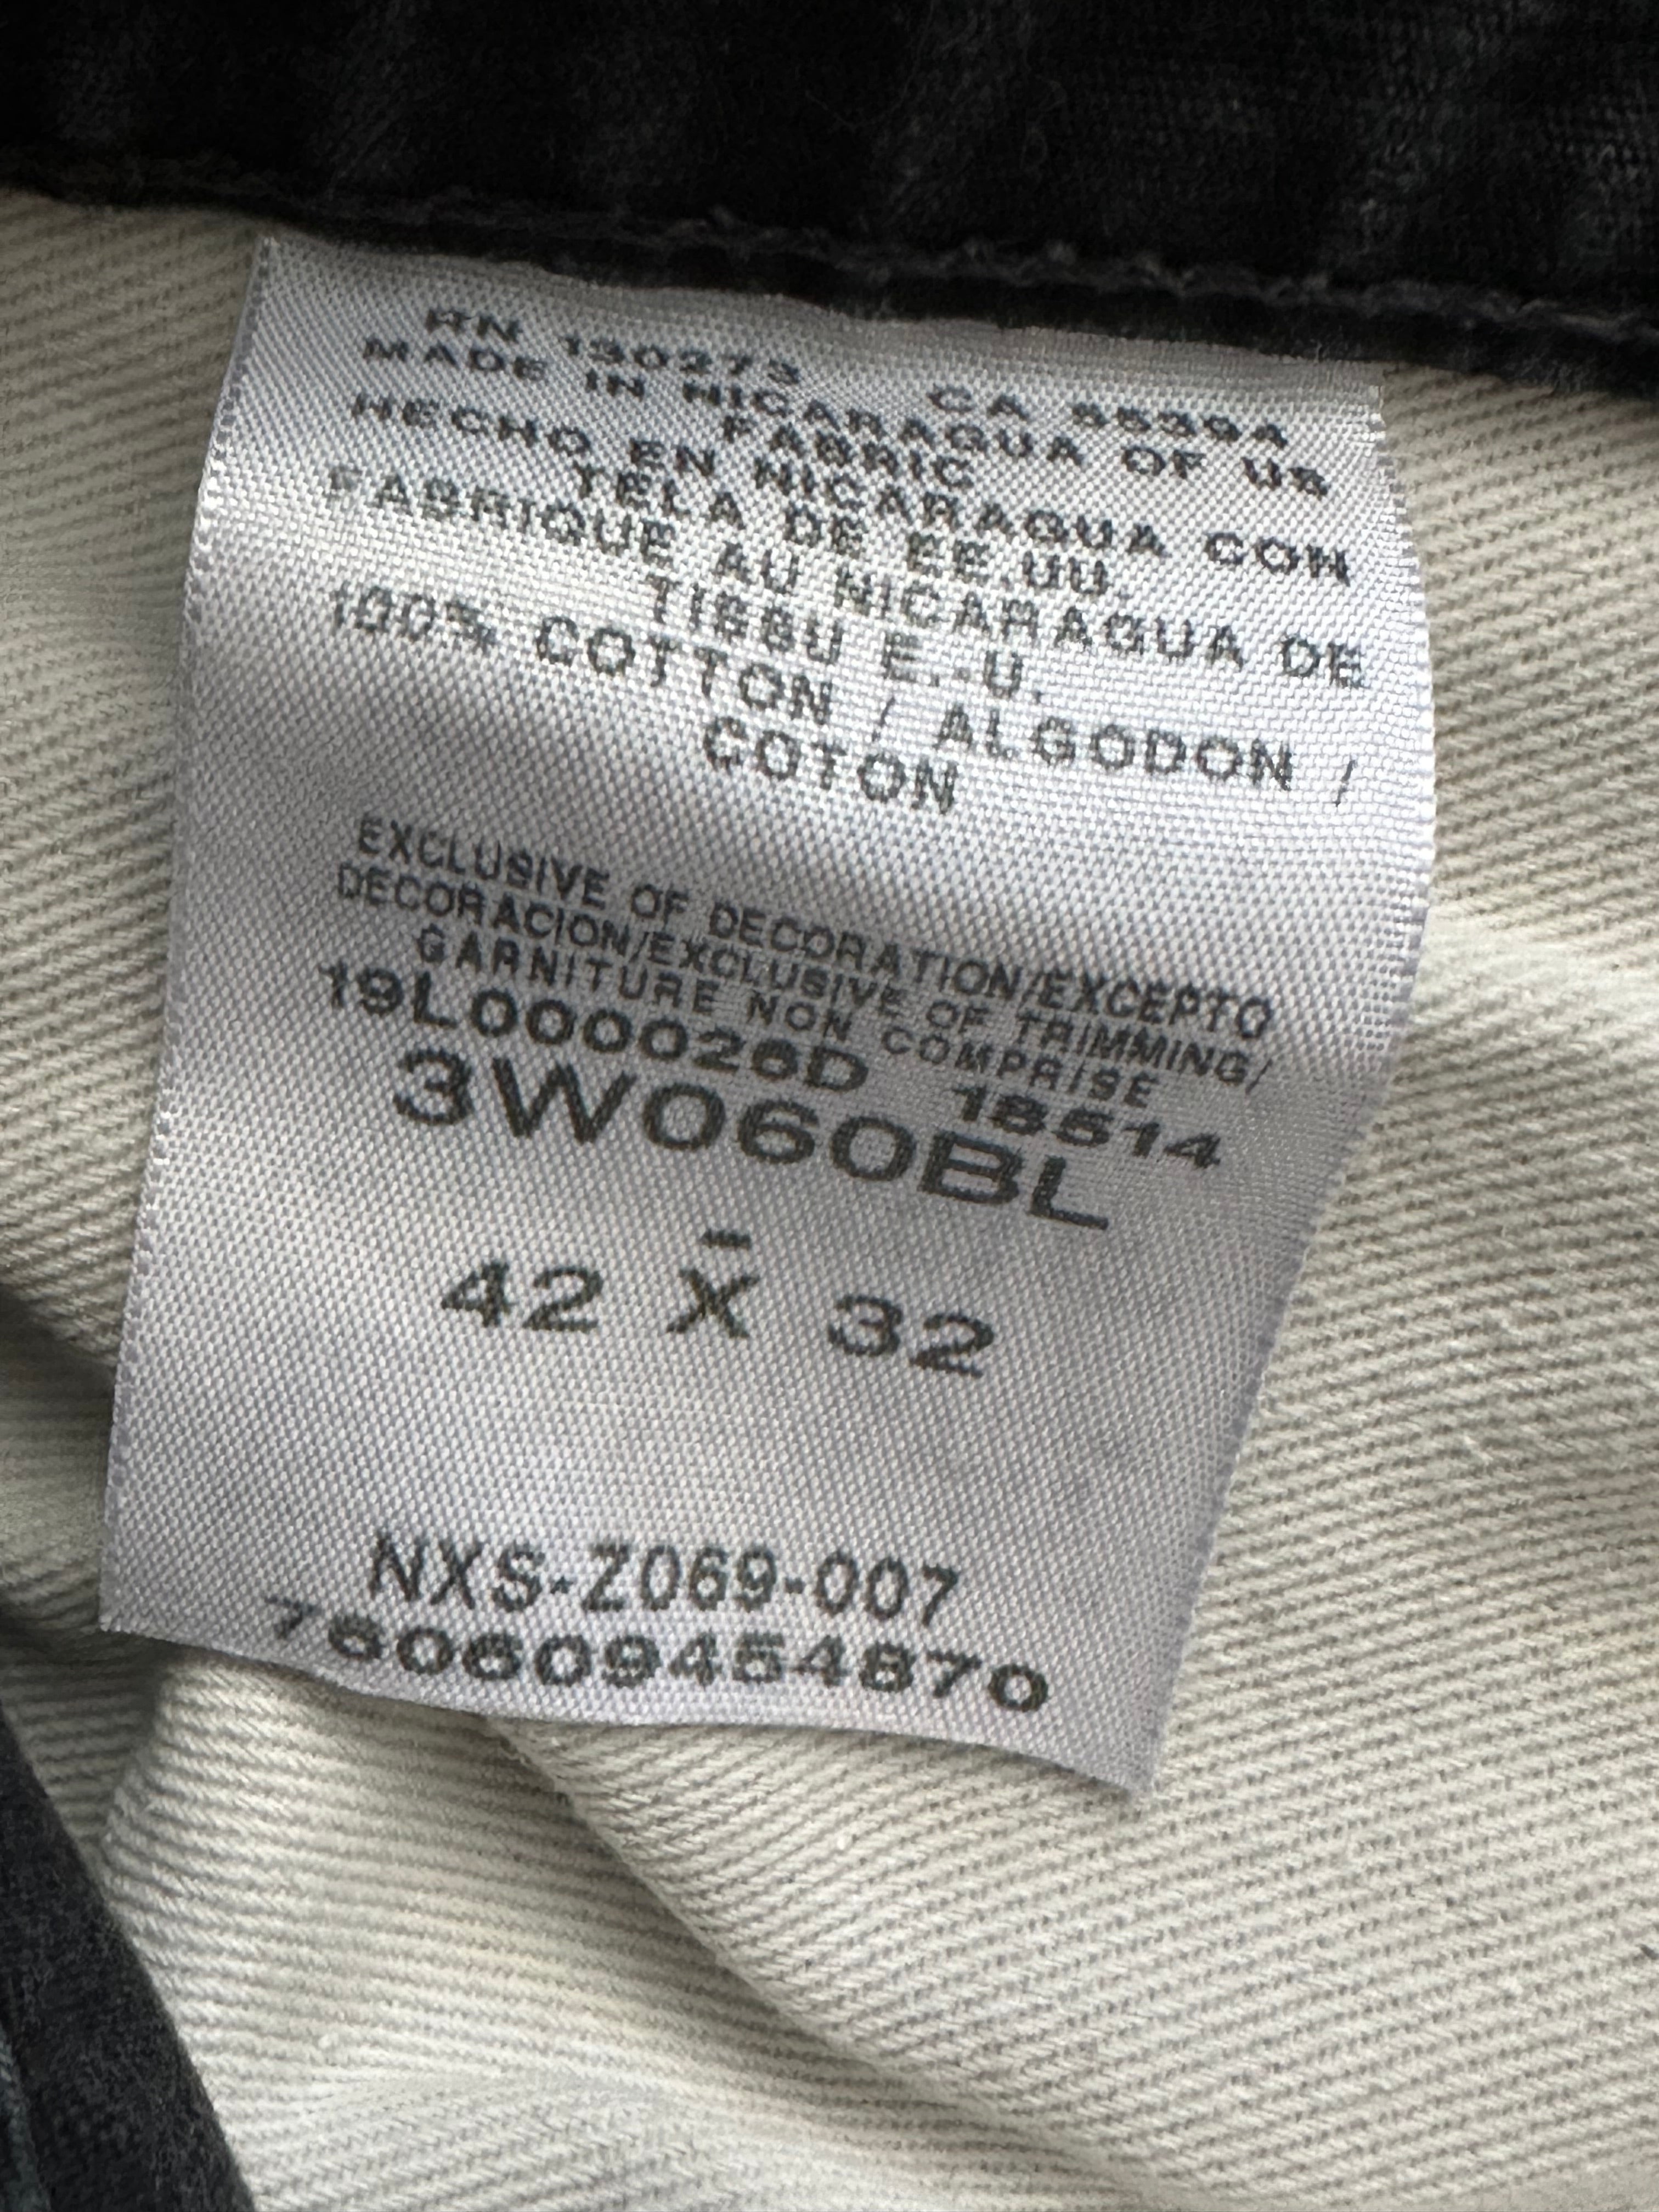 RN 130273 CA 55394
MADE IN NICARAGUA OF US
FABRIC
HECHO EN NICARAGUA CON
TELA DE EE.UU.
FABRIQUE AU NICARAGUA DE
TISSU E.-U.
100% COTTON / ALGODON /
COTON
EXCLUSIVE OF DECORATION/EXCEPTO
DECORACION/EXCLUSIVE OF TRIMMING/
GARNITURE NON COMPRISE
19L000026D 18514
3W060BL
-
42 X 32
NXS-Z069-007
760609454870